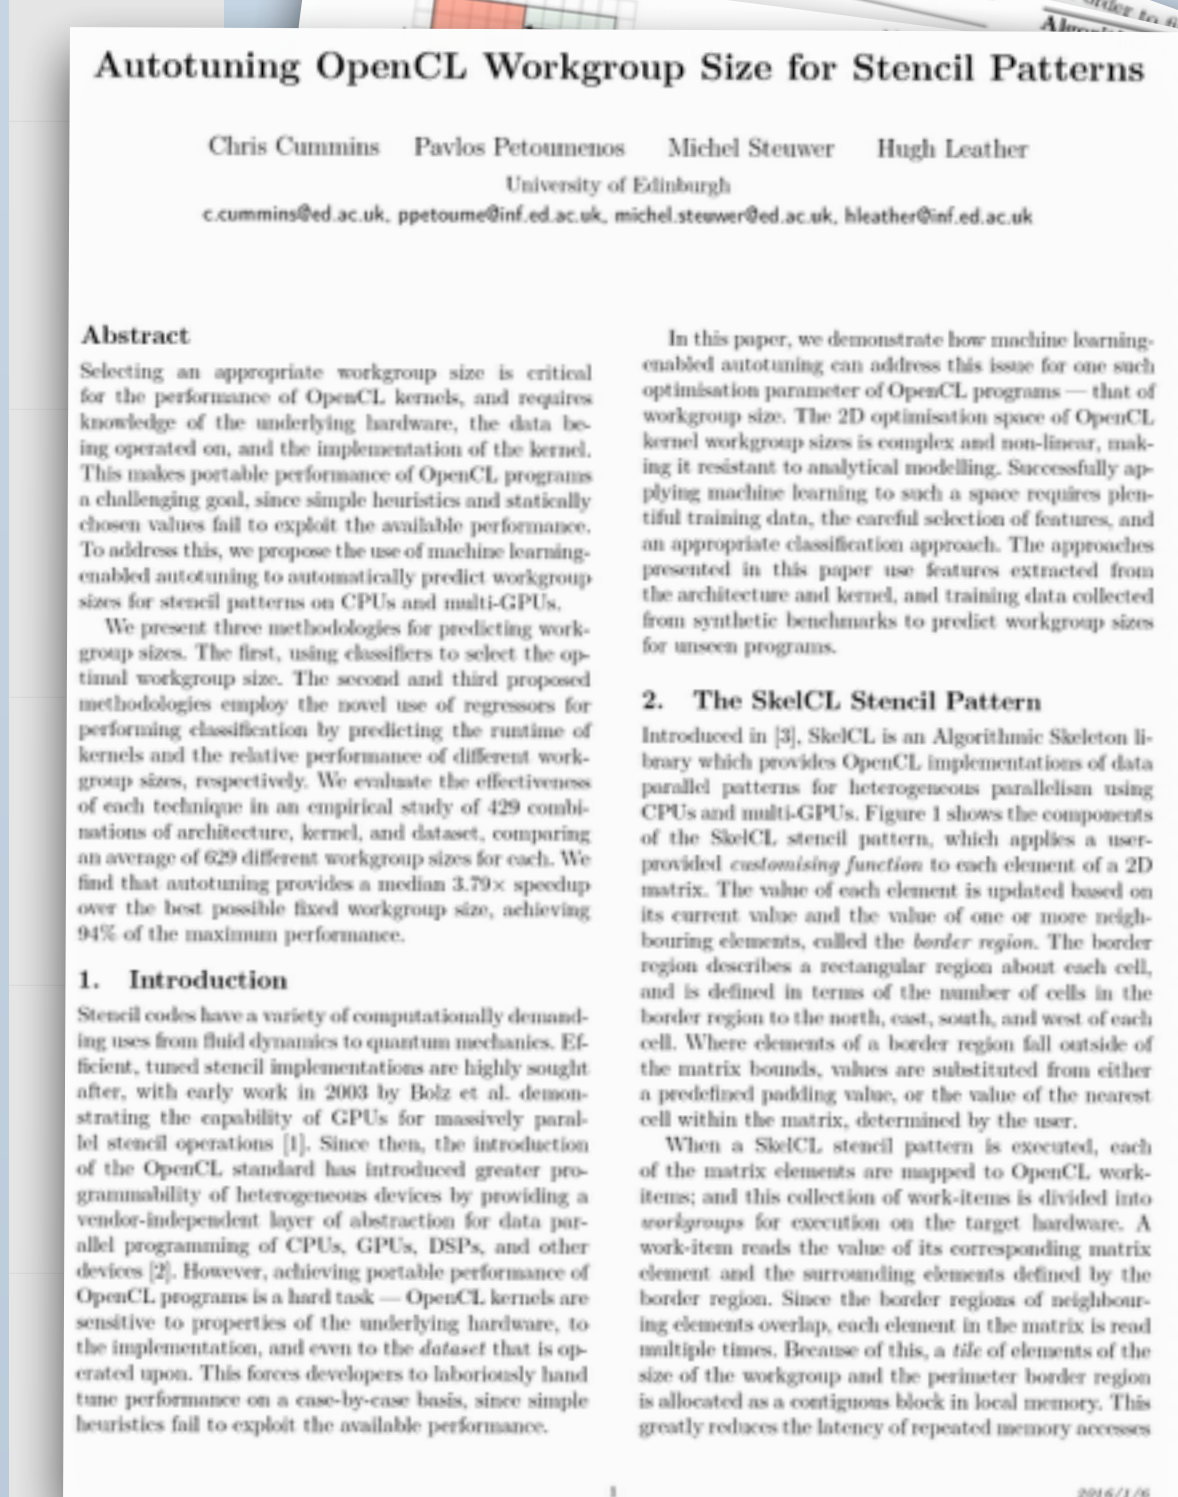 order to
Autotuning OpenCL Workgroup Size for Stencil Patterns
Chris Cummins Pavlos Petoumenos Michel Steuwer Hugh Leather
University of Edinburgh
c.cummins@ed.ac.uk, ppetoume@inf.ed.ac.uk, michel.steuwer@ed.ac.uk, hleather@inf.ed.ac.uk
Abstract
Selecting an appropriate workgroup size is critical
for the performance of OpenCL kernels, and requires
knowledge of the underlying hardware, the data be-
ing operated on, and the implementation of the kernel.
This makes portable performance of OpenCL programs
a challenging goal, since simple heuristics and statically
chosen values fail to exploit the available performance.
To address this, we propose the use of machine learning-
enabled autotuning to automatically predict workgroup
sizes for stencil patterns on CPUs and multi-GPUs.
We present three methodologies for predicting work-
group sizes. The first, using classifiers to select the op-
timal workgroup size. The second and third proposed
methodologies employ the novel use of regressors for
performing classification by predicting the runtime of
kernels and the relative performance of different work-
group sizes, respectively. We evaluate the effectiveness
of each technique in an empirical study of 429 combi-
nations of architecture, kernel, and dataset, comparing
an average of 629 different workgroup sizes for each. We
find that autotuning provides a median 3.79× speedup
over the best possible fixed workgroup size, achieving
94% of the maximum performance.
1. Introduction
Stencil codes have a variety of computationally demand-
ing uses from fluid dynamics to quantum mechanics. Ef-
ficient, tuned stencil implementations are highly sought
after, with early work in 2003 by Bolz et al. demon-
strating the capability of GPUs for massively paral-
lel stencil operations [1]. Since then, the introduction
of the OpenCL standard has introduced greater pro-
grammability of heterogeneous devices by providing a
vendor-independent layer of abstraction for data par-
allel programming of CPUs, GPUs, DSPs, and other
devices [2]. However, achieving portable performance of
OpenCL programs is a hard task — OpenCL kernels are
sensitive to properties of the underlying hardware, to
the implementation, and even to the dataset that is op-
erated upon. This forces developers to laboriously hand
tune performance on a case-by-case basis, since simple
heuristics fail to exploit the available performance.
In this paper, we demonstrate how machine learning-
enabled autotuning can address this issue for one such
optimisation parameter of OpenCL programs — that of
workgroup size. The 2D optimisation space of OpenCL
kernel workgroup sizes is complex and non-linear, mak-
ing it resistant to analytical modelling. Successfully ap-
plying machine learning to such a space requires plen-
tiful training data, the careful selection of features, and
an appropriate classification approach. The approaches
presented in this paper use features extracted from
the architecture and kernel, and training data collected
from synthetic benchmarks to predict workgroup sizes
for unseen programs.
2. The SkelCL Stencil Pattern
Introduced in [3], SkelCL is an Algorithmic Skeleton li-
brary which provides OpenCL implementations of data
parallel patterns for heterogeneous parallelism using
CPUs and multi-GPUs. Figure 1 shows the components
of the SkelCL stencil pattern, which applies a user-
provided customising function to each element of a 2D
matrix. The value of each element is updated based on
its current value and the value of one or more neigh-
bouring elements, called the border region. The border
region describes a rectangular region about each cell,
and is defined in terms of the number of cells in the
border region to the north, east, south, and west of each
cell. Where elements of a border region fall outside of
the matrix bounds, values are substituted from either
a predefined padding value, or the value of the nearest
cell within the matrix, determined by the user.
When a SkelCL stencil pattern is executed, each
of the matrix elements are mapped to OpenCL work-
items; and this collection of work-items is divided into
workgroups for execution on the target hardware. A
work-item reads the value of its corresponding matrix
element and the surrounding elements defined by the
border region. Since the border regions of neighbour-
ing elements overlap, each element in the matrix is read
multiple times. Because of this, a tile of elements of the
size of the workgroup and the perimeter border region
is allocated as a contiguous block in local memory. This
greatly reduces the latency of repeated memory accesses
1
2016/1/6